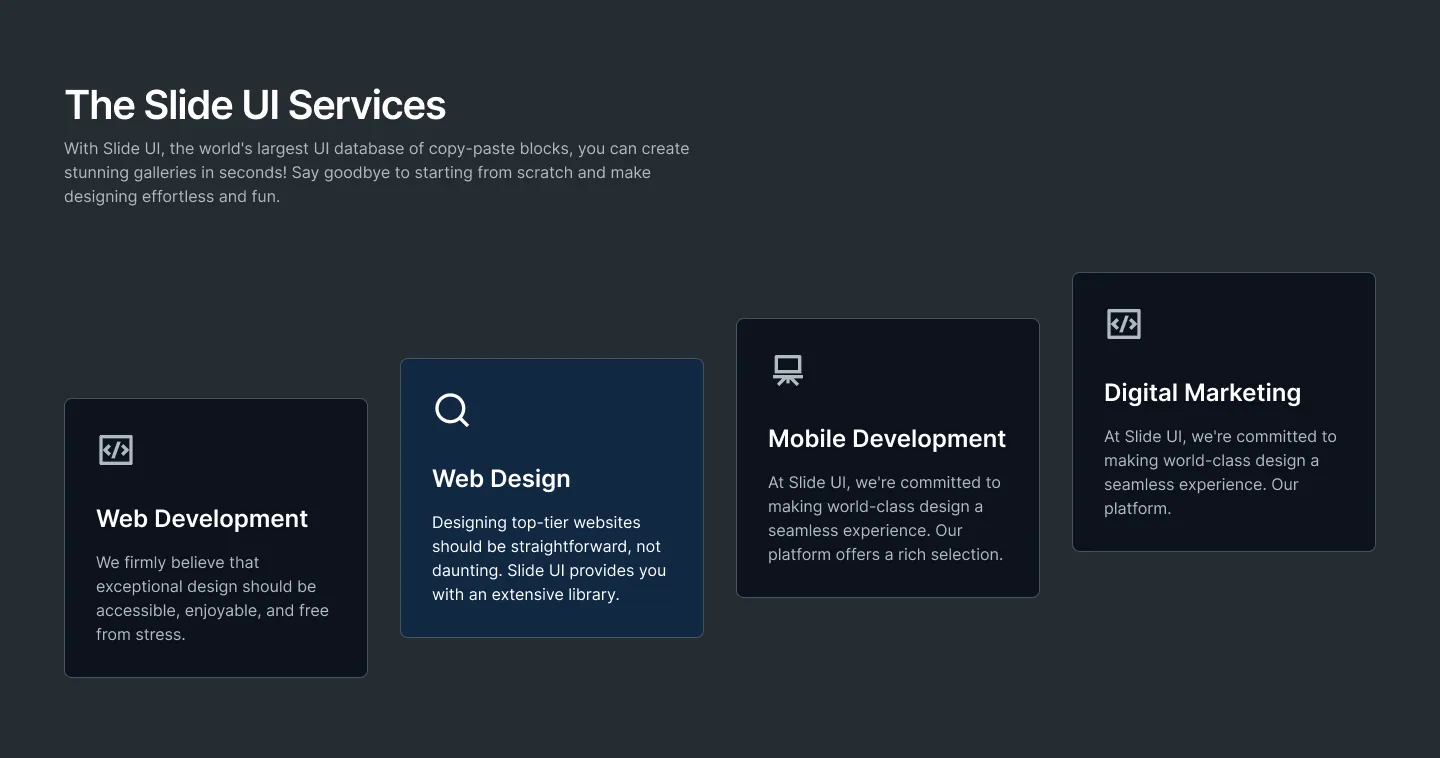 The Slide UI Services
With Slide UI, the world's largest UI database of copy-paste blocks, you can create
stunning galleries in seconds! Say goodbye to starting from scratch and make
designing effortless and fun.
Web Development
We firmly believe that
exceptional design should be
accessible, enjoyable, and free
from stress.
Web Design
Designing top-tier websites
should be straightforward, not
daunting. Slide UI provides you
with an extensive library.
Mobile Development
At Slide UI, we're committed to
making world-class design a
seamless experience. Our
platform offers a rich selection.
Digital Marketing
At Slide UI, we're committed to
making world-class design a
seamless experience. Our
platform.